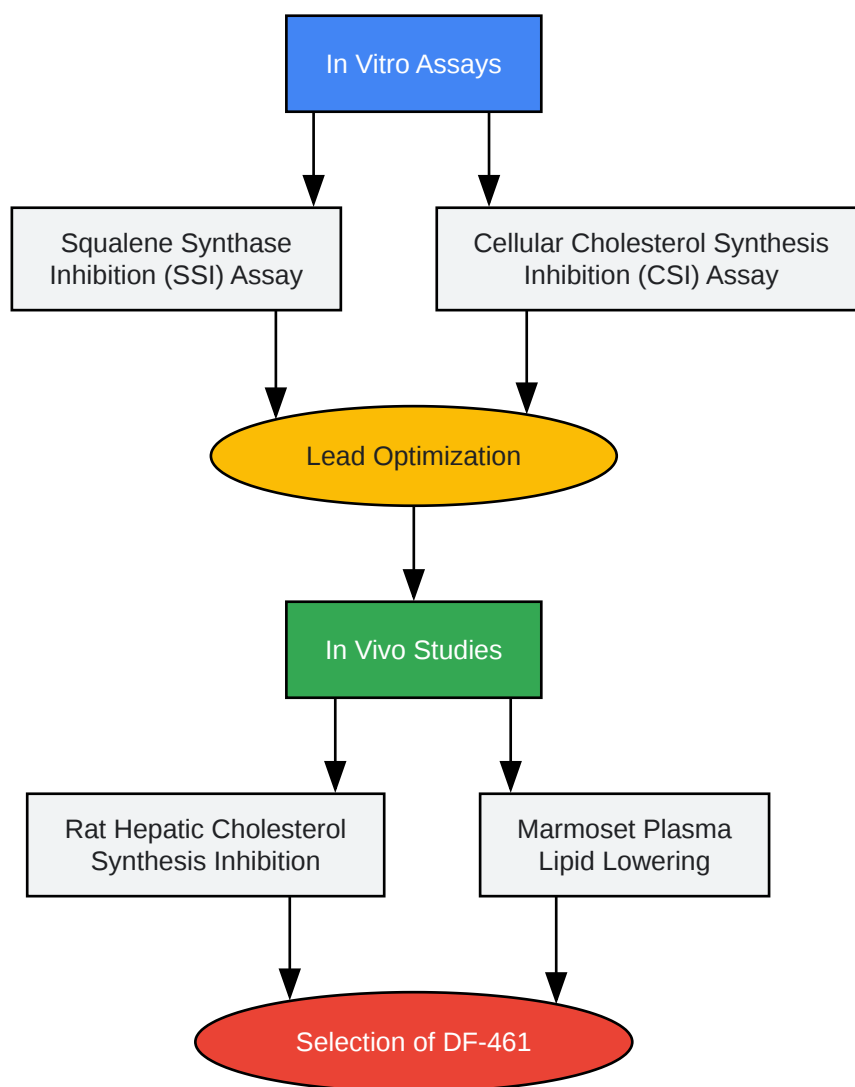 In Vitro Assays
Squalene Synthase
Inhibition (SSI) Assay
Cellular Cholesterol Synthesis
Inhibition (CSI) Assay
Lead Optimization
In Vivo Studies
Rat Hepatic Cholesterol
Synthesis Inhibition
Marmoset Plasma
Lipid Lowering
Selection of DF-461